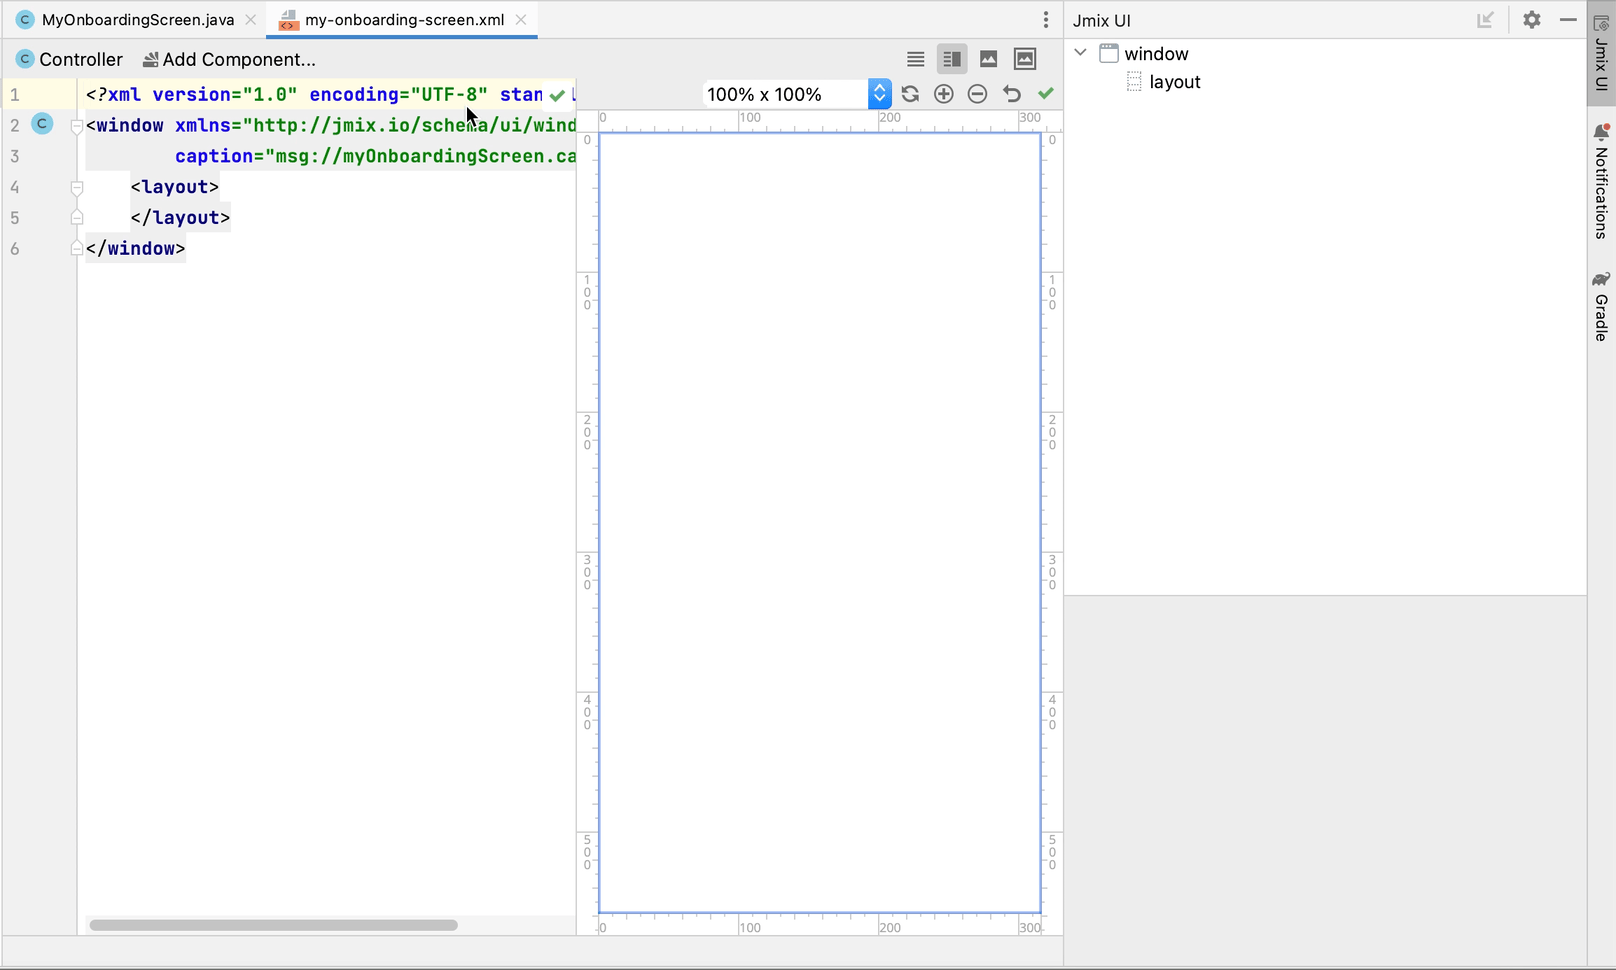 MyOnboardingScreen.java
my-onboarding-screen.xml
Jmix UI
Controller
Add Component...
1 <?xml version="1.0" encoding="UTF-8" stan
2 <window xmlns="http://jmix.io/schema/ui/wind
3 caption="msg://myOnboardingScreen.ca
4 <layout>
5 </layout>
6 </window>
100% x 100%
0 100 200 300
0 0
100 100
200 200
300 300
400 400
500 500
0 100 200 300
window
layout
Jmix UI
Notifications
Gradle